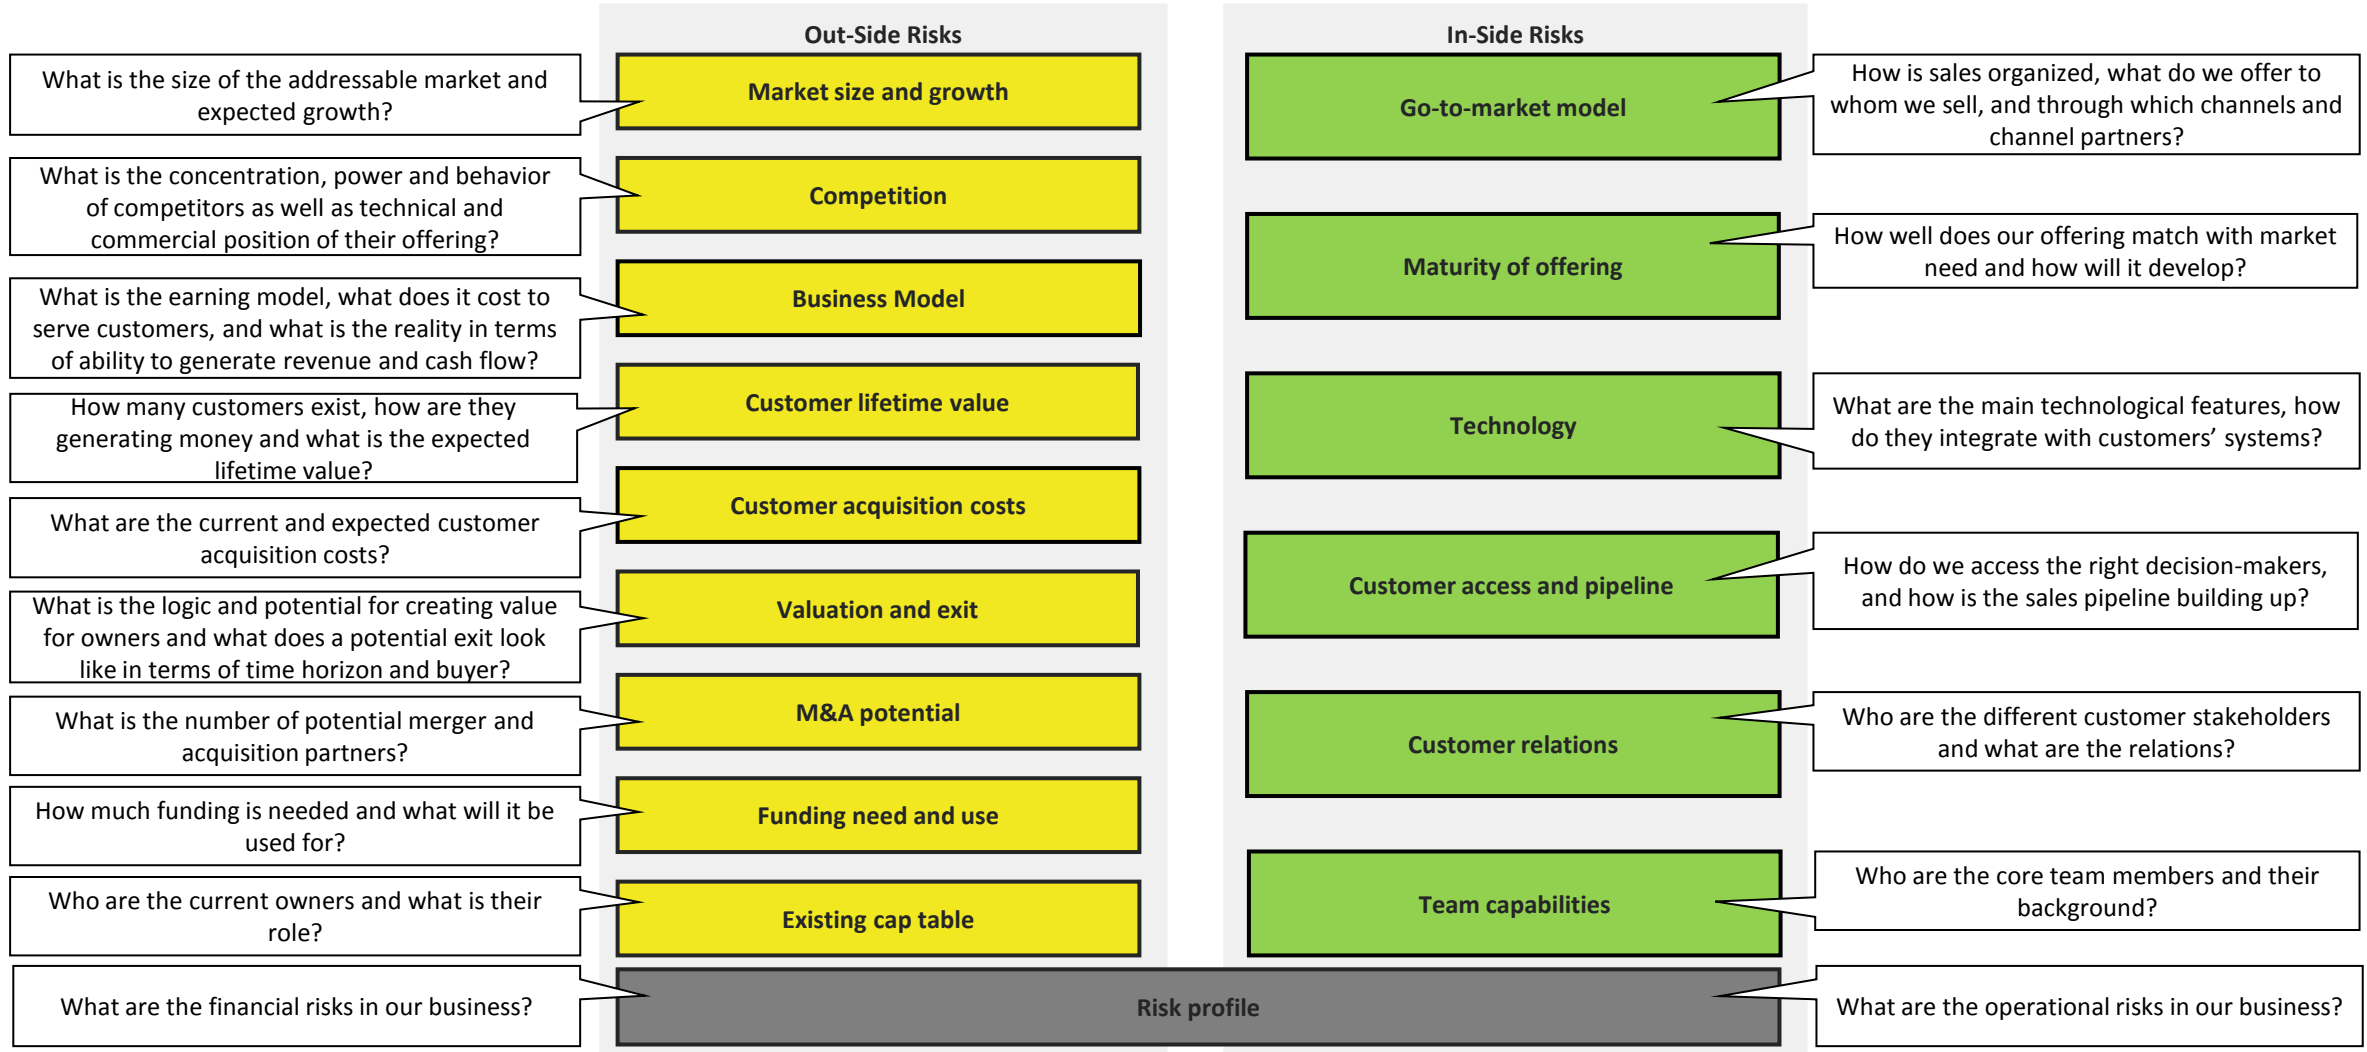 Out-Side Risks
What is the size of the addressable market and
expected growth?
Market size and growth
What is the concentration, power and behavior
of competitors as well as technical and
commercial position of their offering?
Competition
What is the earning model, what does it cost to
serve customers, and what is the reality in terms
of ability to generate revenue and cash flow?
Business Model
How many customers exist, how are they
generating money and what is the expected
lifetime value?
Customer lifetime value
What are the current and expected customer
acquisition costs?
Customer acquisition costs
What is the logic and potential for creating value
for owners and what does a potential exit look
like in terms of time horizon and buyer?
Valuation and exit
What is the number of potential merger and
acquisition partners?
M&A potential
How much funding is needed and what will it be
used for?
Funding need and use
Who are the current owners and what is their
role?
Existing cap table
In-Side Risks
Go-to-market model
How is sales organized, what do we offer to
whom we sell, and through which channels and
channel partners?
Maturity of offering
How well does our offering match with market
need and how will it develop?
Technology
What are the main technological features, how
do they integrate with customers’ systems?
Customer access and pipeline
How do we access the right decision-makers,
and how is the sales pipeline building up?
Customer relations
Who are the different customer stakeholders
and what are the relations?
Team capabilities
Who are the core team members and their
background?
What are the financial risks in our business?
Risk profile
What are the operational risks in our business?